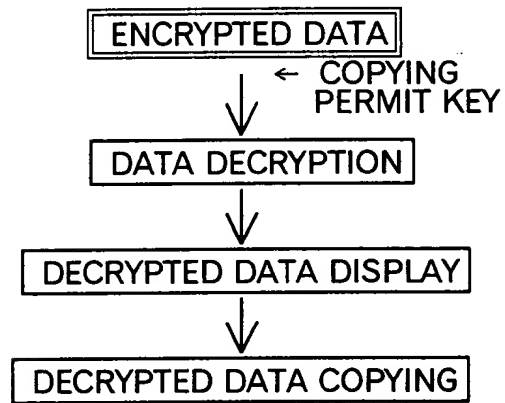 ENCRYPTED DATA
← COPYING
PERMIT KEY
DATA DECRYPTION
DECRYPTED DATA DISPLAY
DECRYPTED DATA COPYING